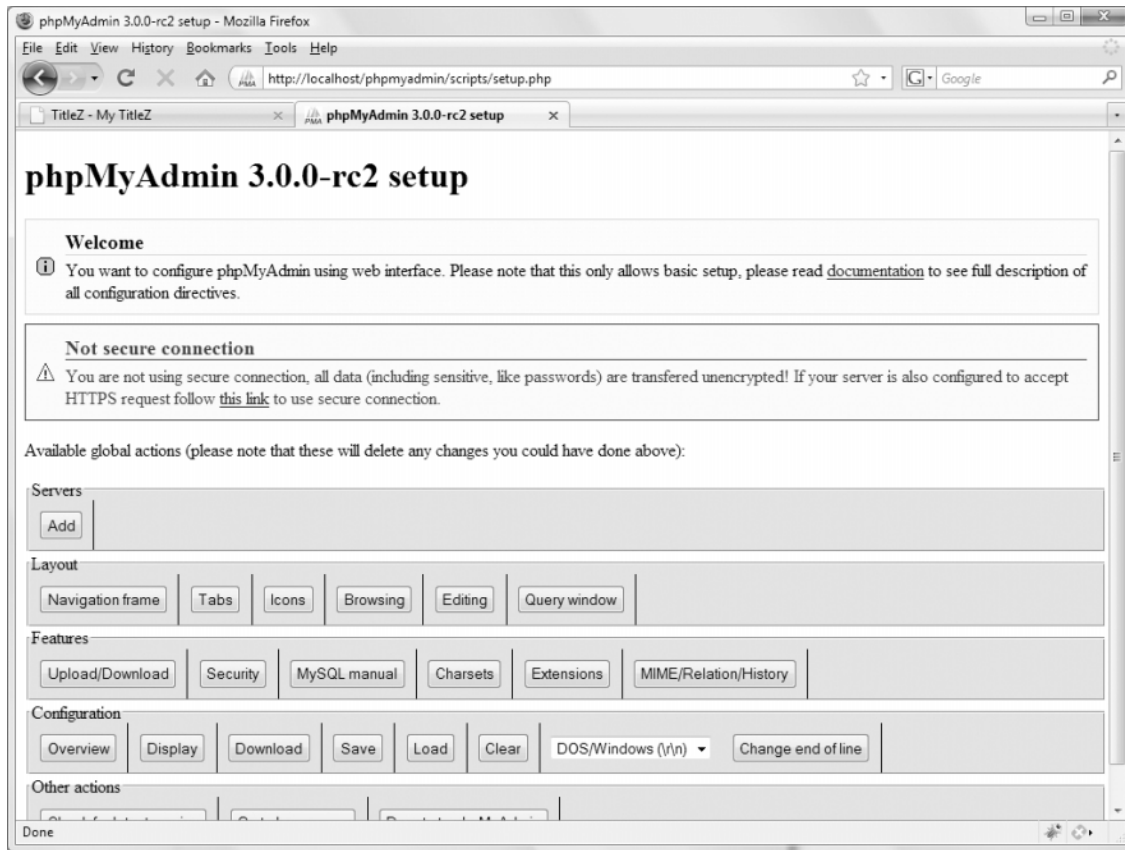 phpMyAdmin 3.0.0-rc2 setup - Mozilla Firefox
File Edit View History Bookmarks Tools Help
PMA http://localhost/phpmyadmin/scripts/setup.php G Google
TitleZ - My TitleZ PMA phpMyAdmin 3.0.0-rc2 setup
phpMyAdmin 3.0.0-rc2 setup
Welcome
You want to configure phpMyAdmin using web interface. Please note that this only allows basic setup, please read documentation to see full description of
all configuration directives.
Not secure connection
You are not using secure connection, all data (including sensitive, like passwords) are transfered unencrypted! If your server is also configured to accept
HTTPS request follow this link to use secure connection.
Available global actions (please note that these will delete any changes you could have done above):
Servers
Add
Layout
Navigation frame Tabs Icons Browsing Editing Query window
Features
Upload/Download Security MySQL manual Charsets Extensions MIME/Relation/History
Configuration
Overview Display Download Save Load Clear DOS/Windows (\r\n) Change end of line
Other actions
Done